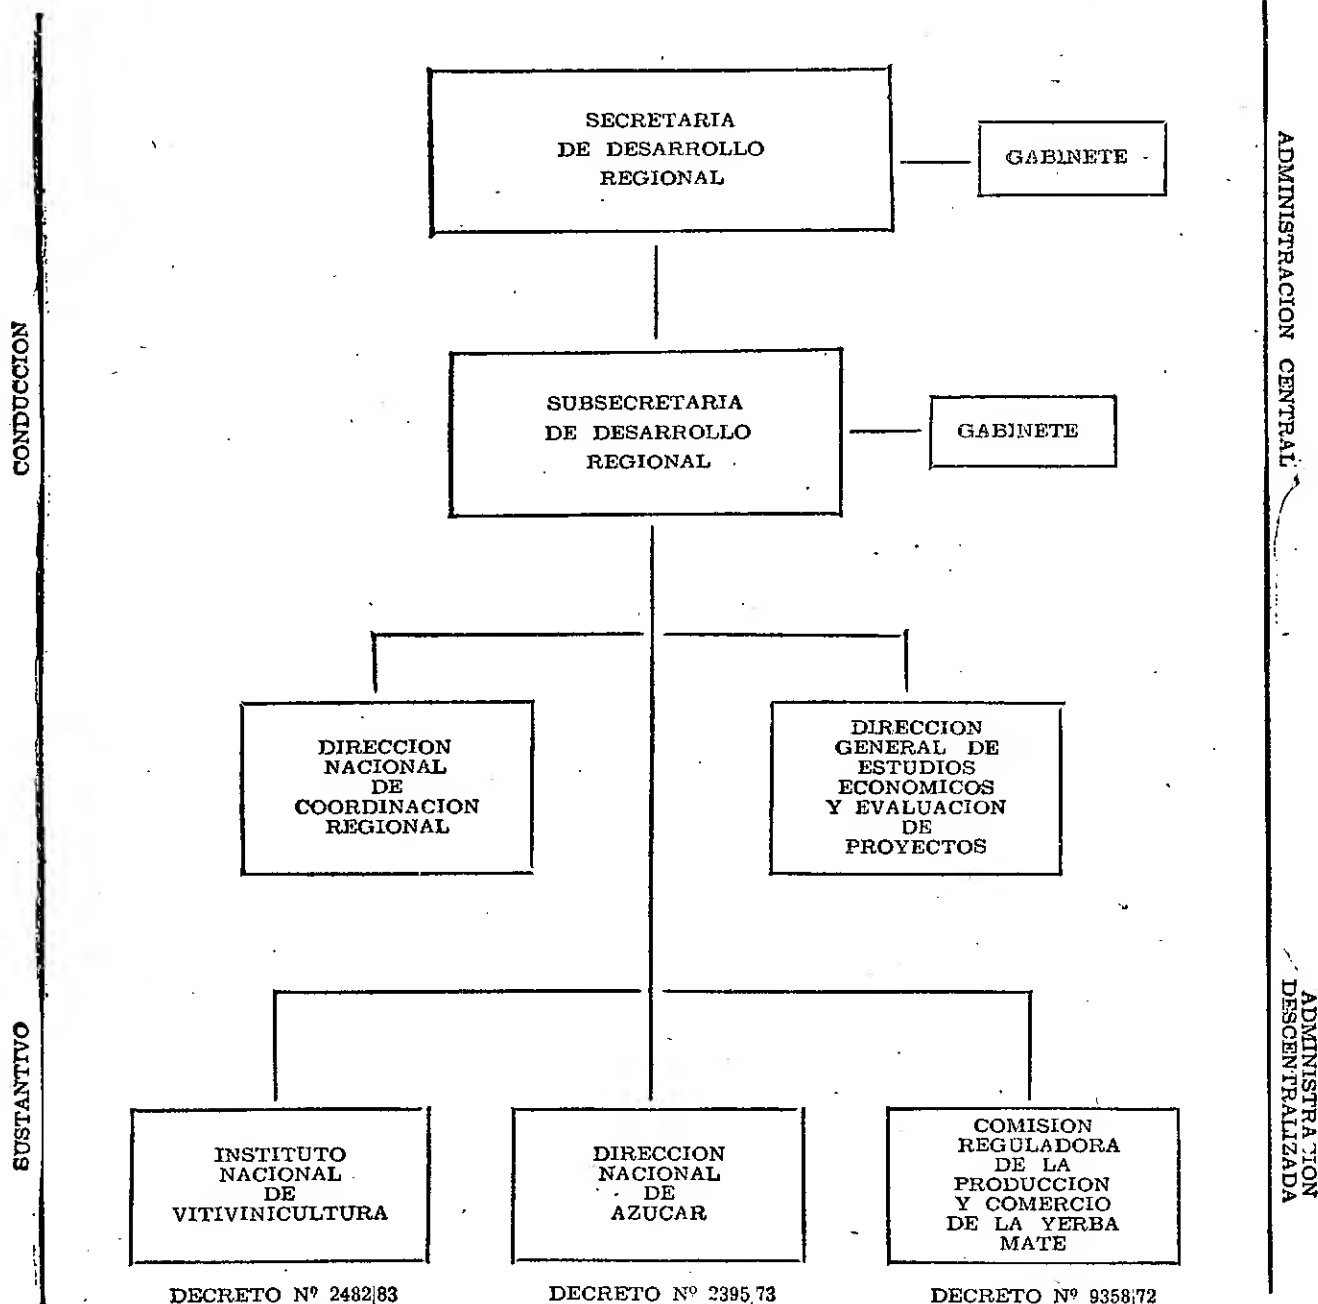 SECRETARIA
DE DESARROLLO
REGIONAL
GABINETE
SUBSECRETARIA
DE DESARROLLO
REGIONAL
GABINETE
DIRECCION
NACIONAL
DE
COORDINACION
REGIONAL
DIRECCION
GENERAL DE
ESTUDIOS
ECONOMICOS
Y EVALUACION
DE
PROYECTOS
INSTITUTO
NACIONAL
DE
VITIVINICULTURA
DIRECCION
NACIONAL
DE
AZUCAR
COMISION
REGULADORA
DE LA
PRODUCCION
Y COMERCIO
DE LA YERBA
MATE
DECRETO Nº 2482|83
DECRETO Nº 2395,73
DECRETO Nº 9358|72
CONDUCCION
SUSTANTIVO
ADMINISTRACION CENTRAL
ADMINISTRACION
DESCENTRALIZADA